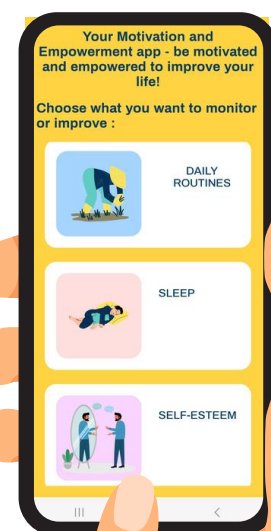 Your Motivation and
Empowerment app - be motivated
and empowered to improve your
life!
Choose what you want to monitor
or improve :
DAILY
ROUTINES
SLEEP
SELF-ESTEEM